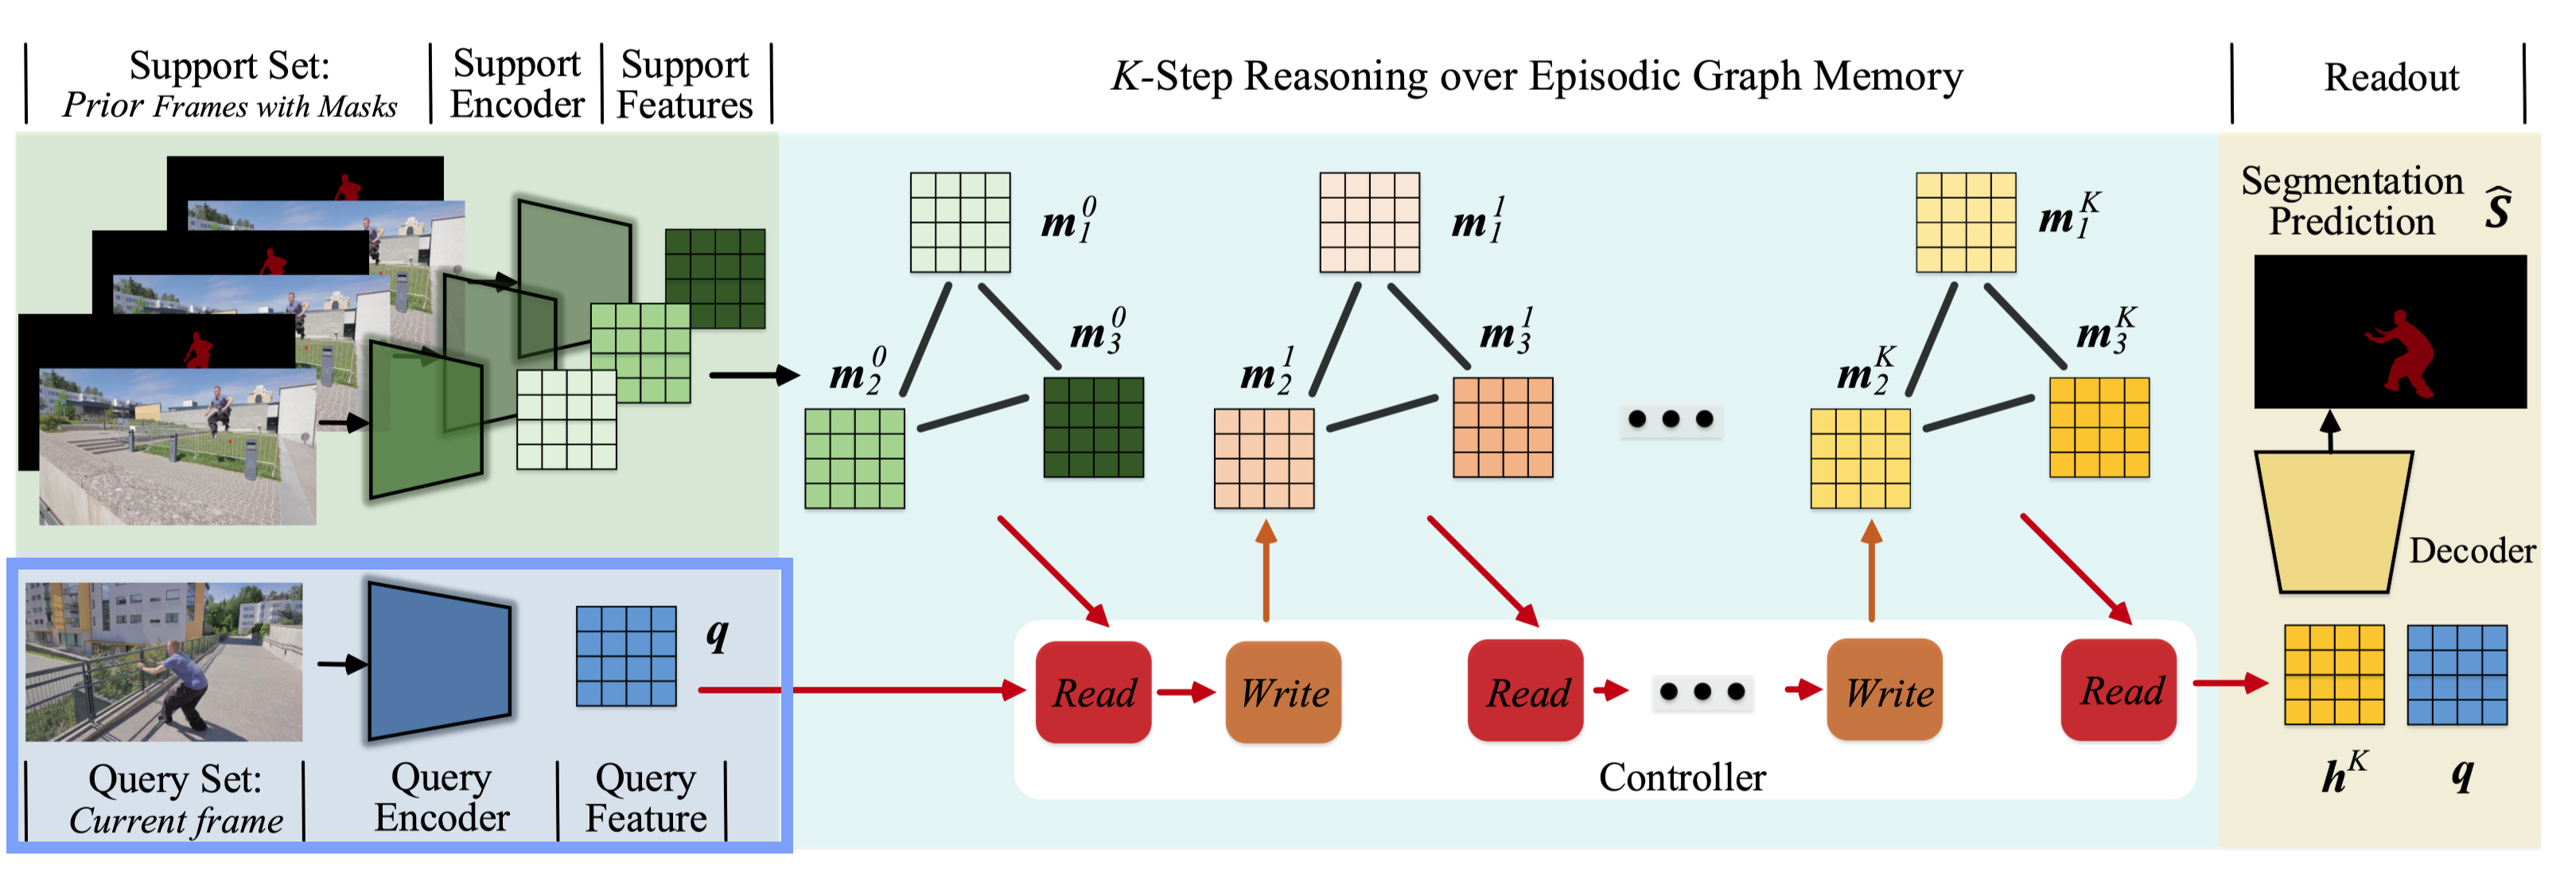 Support Set:
Prior Frames with Masks
Support
Encoder
Support
Features
K-Step Reasoning over Episodic Graph Memory
Readout
m_1^0
m_2^0
m_3^0
m_1^1
m_2^1
m_3^1
m_1^K
m_2^K
m_3^K
Segmentation
Prediction Ŝ
Decoder
q
Read
Write
Read
Write
Read
Controller
h^K
q
Query Set:
Current frame
Query
Encoder
Query
Feature